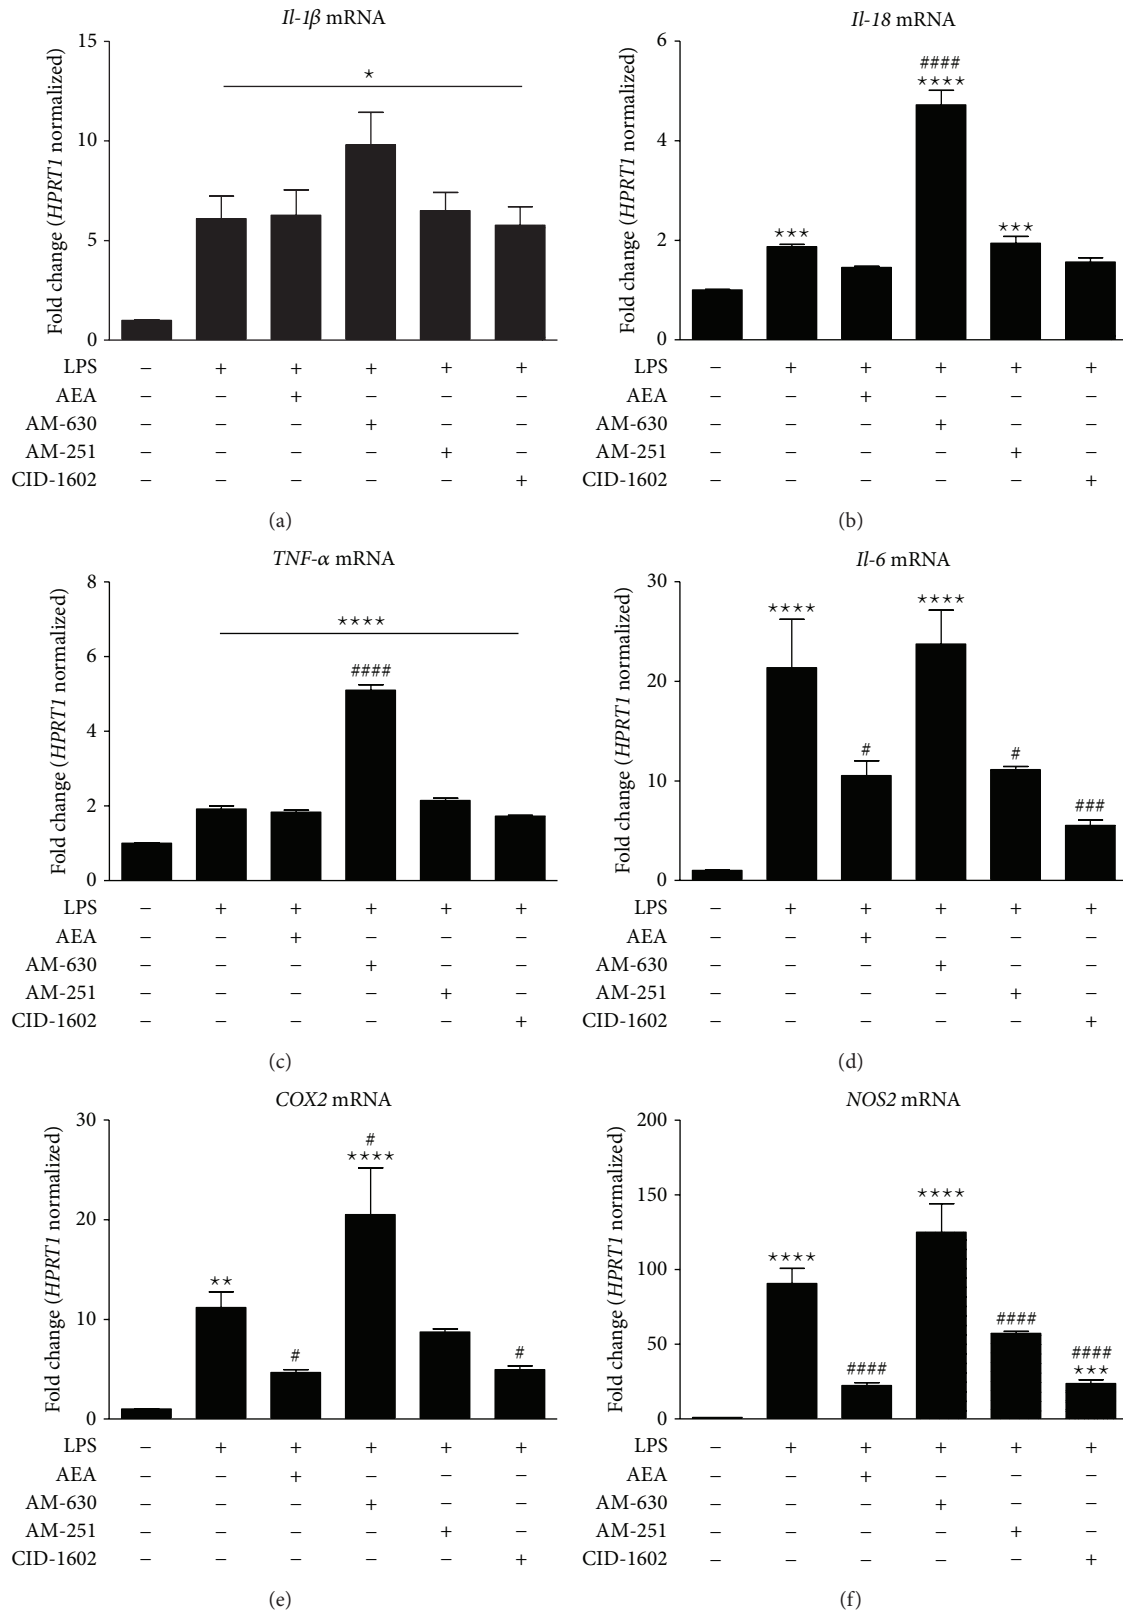 Il-1β mRNA
Fold change (HPRT1 normalized)
15
10
5
0
*
LPS − + + + + +
AEA − − + − − −
AM-630 − − − + − −
AM-251 − − − − + −
CID-1602 − − − − − +
(a)
Il-18 mRNA
Fold change (HPRT1 normalized)
6
4
2
0
***
####
****
***
LPS − + + + + +
AEA − − + − − −
AM-630 − − − + − −
AM-251 − − − − + −
CID-1602 − − − − − +
(b)
TNF-α mRNA
Fold change (HPRT1 normalized)
8
6
4
2
0
****
####
LPS − + + + + +
AEA − − + − − −
AM-630 − − − + − −
AM-251 − − − − + −
CID-1602 − − − − − +
(c)
Il-6 mRNA
Fold change (HPRT1 normalized)
30
20
10
0
****
#
****
#
###
LPS − + + + + +
AEA − − + − − −
AM-630 − − − + − −
AM-251 − − − − + −
CID-1602 − − − − − +
(d)
COX2 mRNA
Fold change (HPRT1 normalized)
30
20
10
0
**
#
#
****
#
LPS − + + + + +
AEA − − + − − −
AM-630 − − − + − −
AM-251 − − − − + −
CID-1602 − − − − − +
(e)
NOS2 mRNA
Fold change (HPRT1 normalized)
200
150
100
50
0
****
####
****
####
####
***
LPS − + + + + +
AEA − − + − − −
AM-630 − − − + − −
AM-251 − − − − + −
CID-1602 − − − − − +
(f)